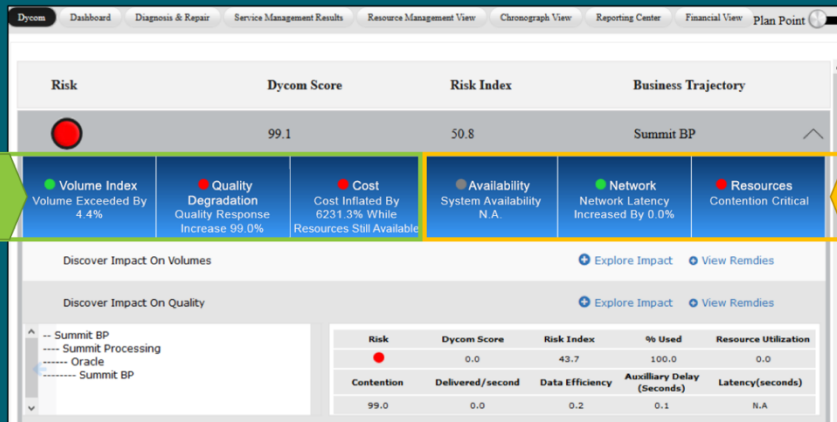 Dycom Dashboard Diagnosis & Repair Service Management Results Resource Management View Chronograph View Reporting Center Financial View Plan Point
Risk Dycom Score Risk Index Business Trajectory
99.1 50.8 Summit BP
Volume Index
Volume Exceeded By
4.4%
Quality
Degradation
Quality Response
Increase 99.0%
Cost
Cost Inflated By
6231.3% While
Resources Still Available
Availability
System Availability
N.A.
Network
Network Latency
Increased By 0.0%
Resources
Contention Critical
Discover Impact On Volumes Explore Impact View Remdies
Discover Impact On Quality Explore Impact View Remdies
-- Summit BP
---- Summit Processing
------ Oracle
-------- Summit BP
Risk Dycom Score Risk Index % Used Resource Utilization
0.0 43.7 100.0 0.0
Contention Delivered/second Data Efficiency Auxilliary Delay (Seconds) Latency(seconds)
99.0 0.0 0.2 0.1 N.A